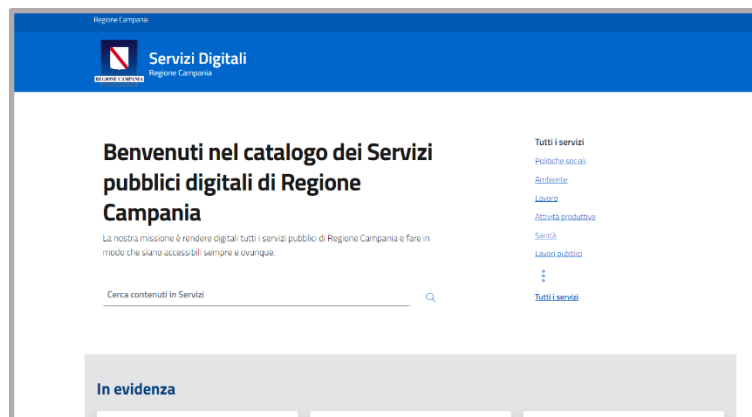 Regione Campania
REGIONE CAMPANIA
Servizi Digitali
Regione Campania
Benvenuti nel catalogo dei Servizi
pubblici digitali di Regione
Campania
La nostra missione è rendere digitali tutti i servizi pubblici di Regione Campania e fare in
modo che siano accessibili sempre e ovunque.
Cerca contenuti in Servizi
Tutti i servizi
Politiche sociali
Ambiente
Lavoro
Attività produttive
Sanità
Lavori pubblici
Tutti i servizi
In evidenza